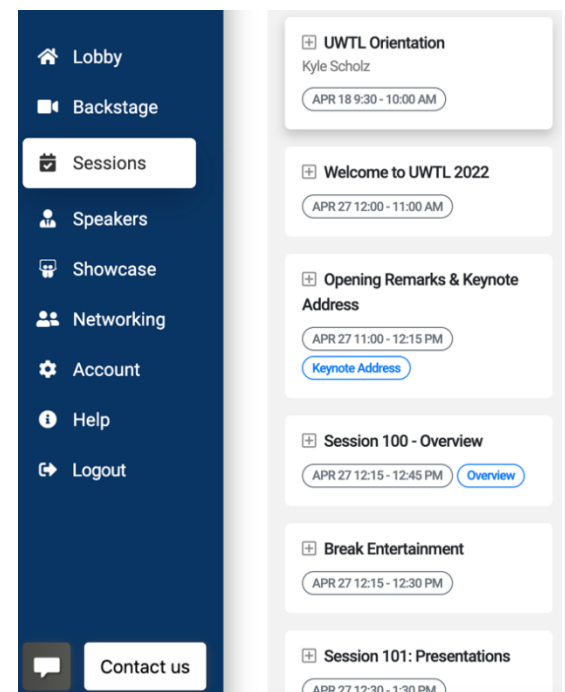 Lobby
Backstage
Sessions
Speakers
Showcase
Networking
Account
Help
Logout
Contact us
UWTL Orientation
Kyle Scholz
APR 18 9:30 - 10:00 AM
Welcome to UWTL 2022
APR 27 12:00 - 11:00 AM
Opening Remarks & Keynote
Address
APR 27 11:00 - 12:15 PM
Keynote Address
Session 100 - Overview
APR 27 12:15 - 12:45 PM Overview
Break Entertainment
APR 27 12:15 - 12:30 PM
Session 101: Presentations
APR 27 12:30 - 1:30 PM